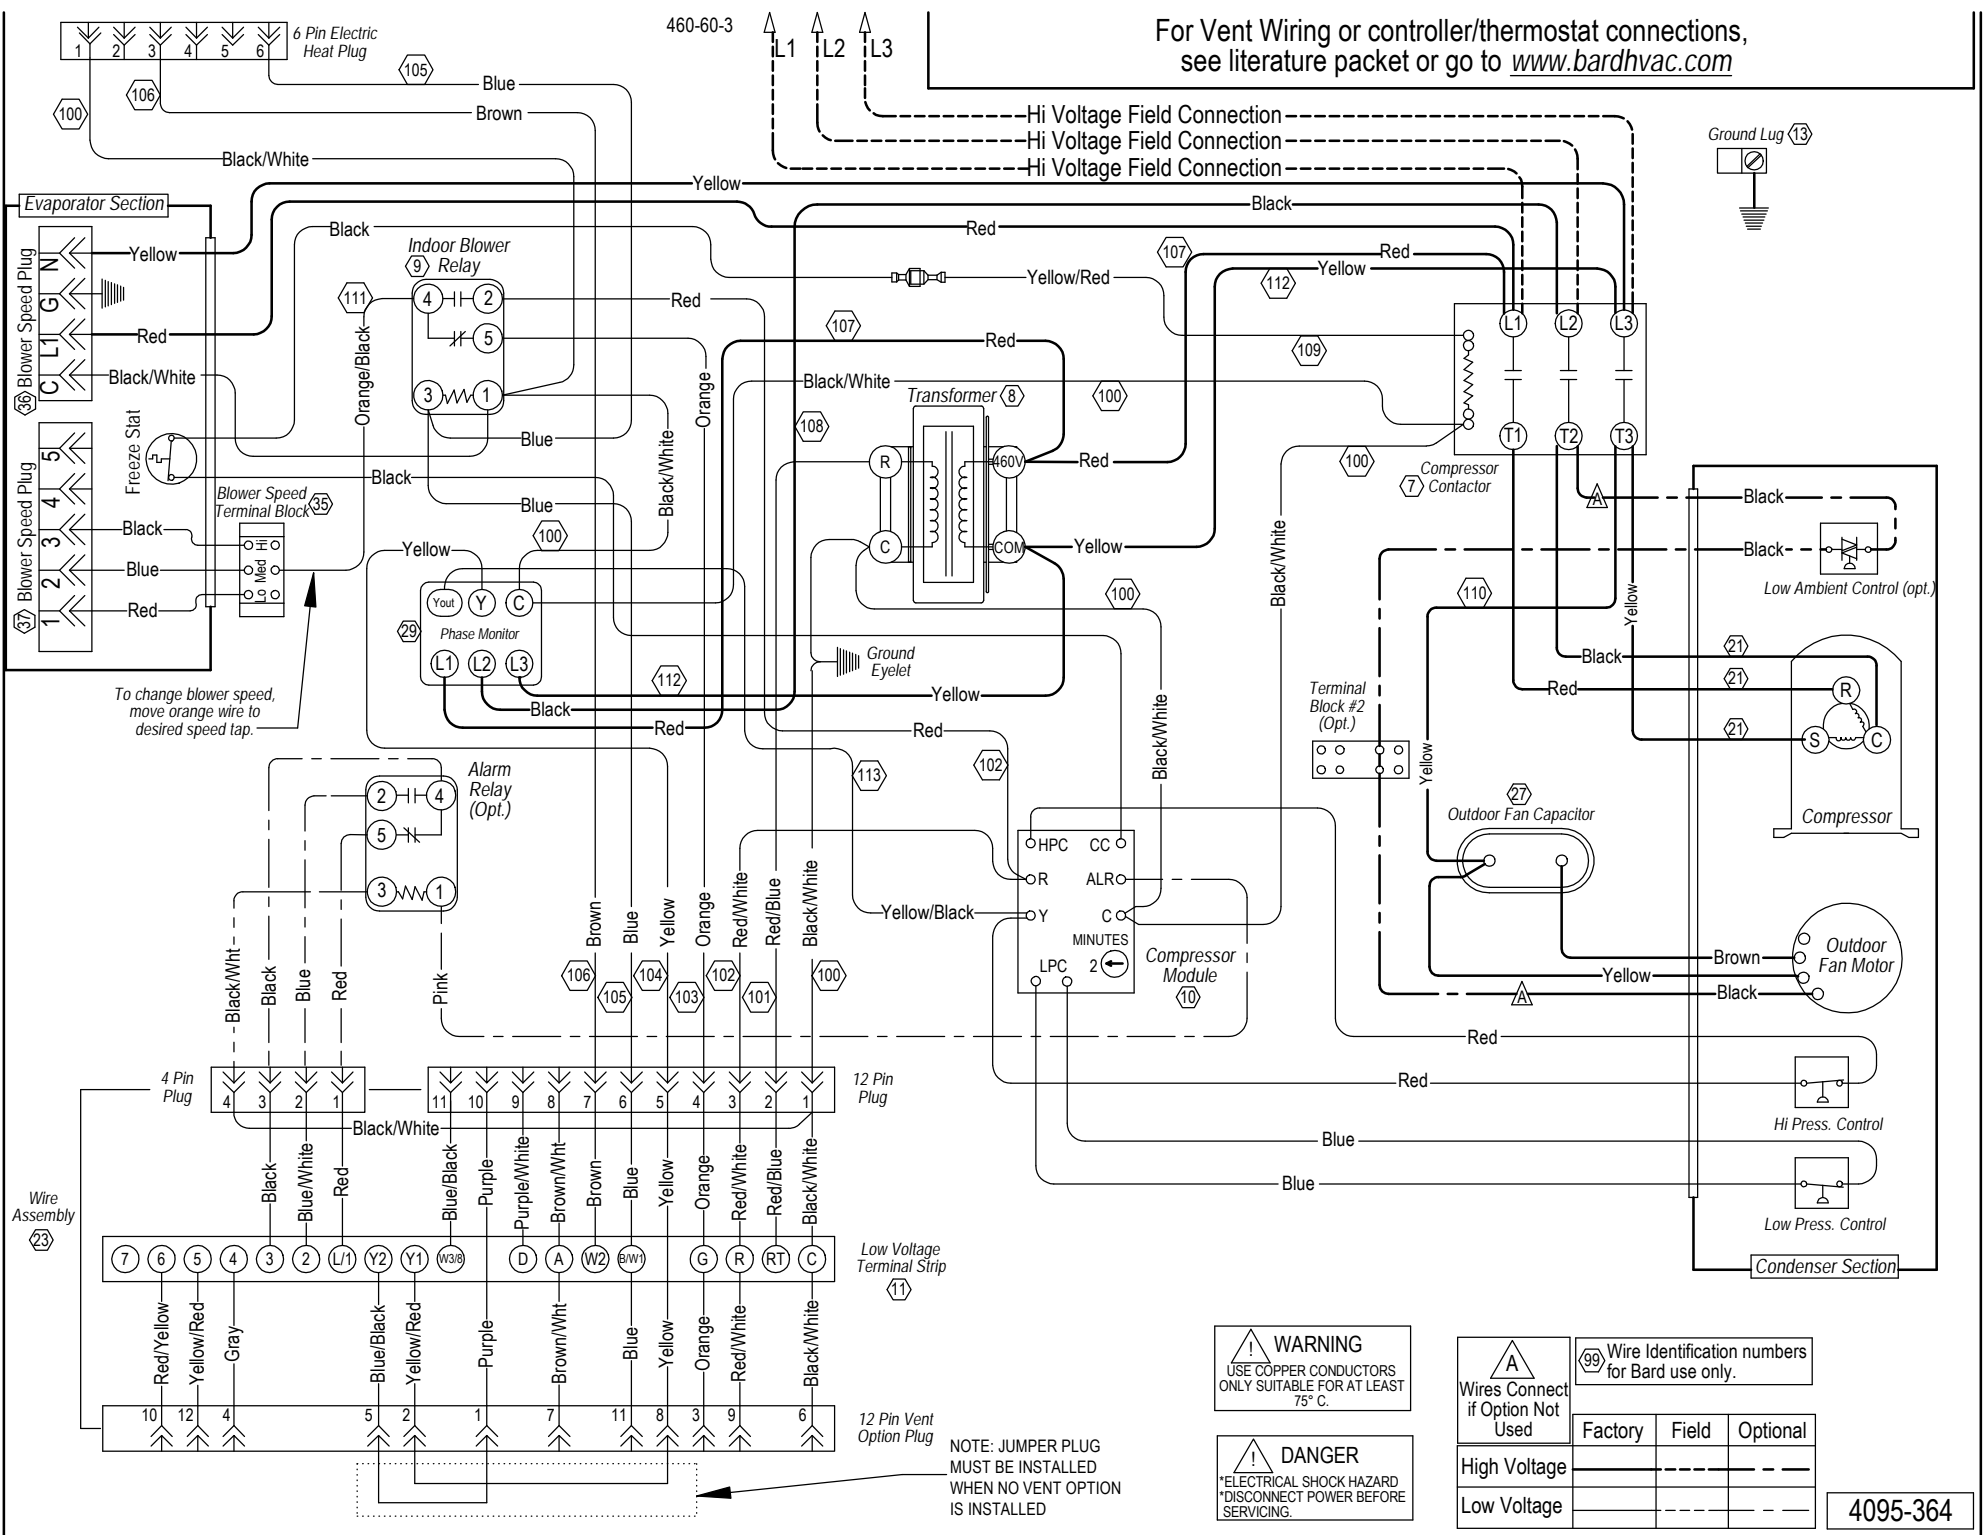 460-60-3
L1
L2
L3
For Vent Wiring or controller/thermostat connections,
see literature packet or go to www.bardhvac.com
6 Pin Electric
Heat Plug
1 2 3 4 5 6
105
Blue
106
Brown
100
Black/White
Hi Voltage Field Connection
Hi Voltage Field Connection
Hi Voltage Field Connection
Ground Lug 13
Yellow
Evaporator Section
Black
Red
Black
Yellow
Red
Black/White
36 Blower Speed Plug
N
G
L1
C
Indoor Blower
9 Relay
4 2
5
3 1
111
Orange/Black
Red
Orange
Blue
Black
Blue
Black/White
100
Yellow/Red
107
Red
Yellow
112
107
Red
109
Black/White
100
Transformer 8
108
R
C
460V
COM
Red
Yellow
L1 L2 L3
T1 T2 T3
Compressor
7 Contactor
100
Black/White
Freeze Stat
37 Blower Speed Plug
5
4
3
2
1
Black
Blue
Red
Blower Speed
Terminal Block 35
Hi
Med
Lo
To change blower speed,
move orange wire to
desired speed tap.
Yellow
Yout Y C
Phase Monitor
29
L1 L2 L3
Ground
Eyelet
112
Yellow
Black
Red
100
Black/White
Red
113
102
A
Black
Black
Low Ambient Control (opt.)
110
Yellow
21
Black
21
Red
21
R
S C
Compressor
Terminal
Block #2
(Opt.)
Yellow
27
Outdoor Fan Capacitor
Outdoor
Fan Motor
Brown
Yellow
Black
A
Alarm
Relay
(Opt.)
2 4
5
3 1
HPC CC
R ALR
Y C
MINUTES
2
LPC
Compressor
Module
10
Yellow/Black
Black/Wht
Black
Blue
Red
Pink
Brown
Blue
Yellow
Orange
Red/White
Red/Blue
Black/White
106
105
104
103
102
101
100
Red
Red
Hi Press. Control
Blue
Blue
Low Press. Control
Condenser Section
4 Pin
Plug
4 3 2 1
11 10 9 8 7 6 5 4 3 2 1
12 Pin
Plug
Black/White
Black
Blue/White
Red
Blue/Black
Purple
Purple/White
Brown/Wht
Brown
Blue
Yellow
Orange
Red/White
Red/Blue
Black/White
Wire
Assembly
23
7 6 5 4 3 2 L/1 Y2 Y1 W3/8 D A W2 B/W1 G R RT C
Low Voltage
Terminal Strip
11
Red/Yellow
Yellow/Red
Gray
Blue/Black
Yellow/Red
Purple
Brown/Wht
Blue
Yellow
Orange
Red/White
Black/White
10 12 4 5 2 1 7 11 8 3 9 6
12 Pin Vent
Option Plug
NOTE: JUMPER PLUG
MUST BE INSTALLED
WHEN NO VENT OPTION
IS INSTALLED
! WARNING
USE COPPER CONDUCTORS
ONLY SUITABLE FOR AT LEAST
75° C.
! DANGER
*ELECTRICAL SHOCK HAZARD
*DISCONNECT POWER BEFORE
SERVICING.
A
Wires Connect
if Option Not
Used
99 Wire Identification numbers
for Bard use only.
Factory Field Optional
High Voltage
Low Voltage
4095-364